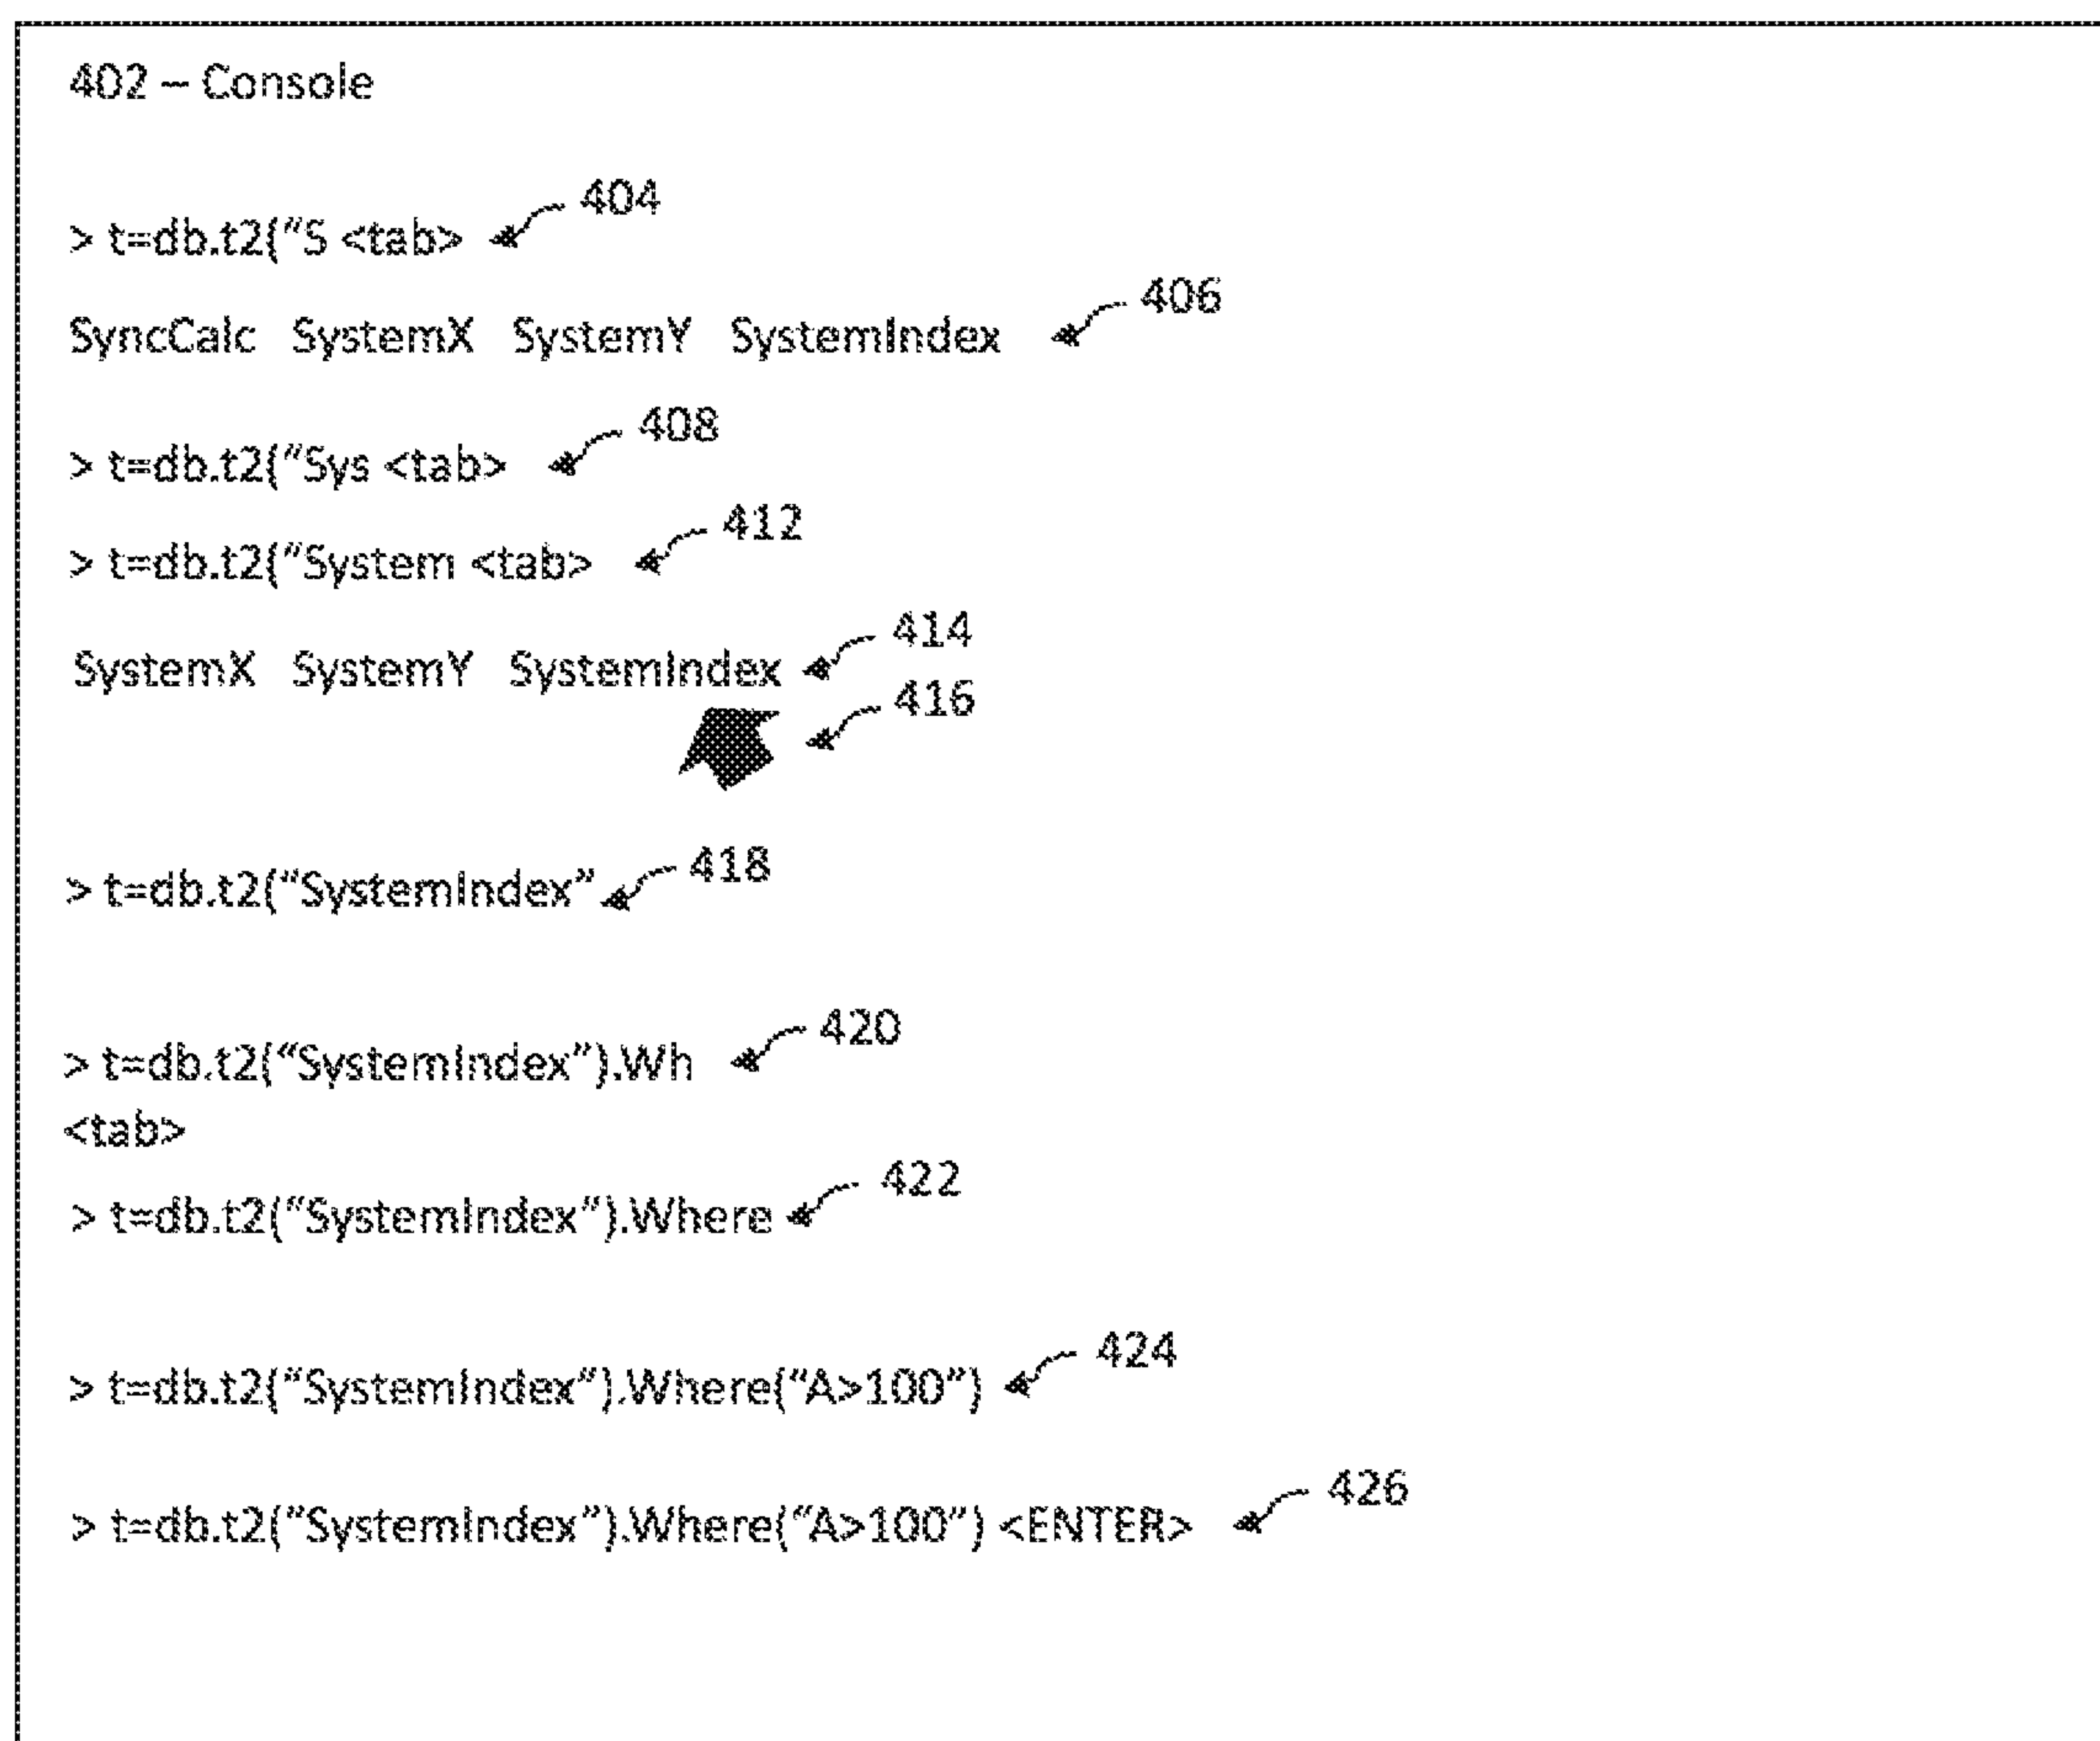 402 – Console
> t=db.t2(“S <tab> 404
SyncCalc SystemX SystemY SystemIndex 406
> t=db.t2(“Sys <tab> 408
> t=db.t2(“System <tab> 412
SystemX SystemY SystemIndex 414
416
> t=db.t2(“SystemIndex” 418
> t=db.t2(“SystemIndex”).Wh 420
<tab>
> t=db.t2(“SystemIndex”).Where 422
> t=db.t2(“SystemIndex”).Where(“A>100”) 424
> t=db.t2(“SystemIndex”).Where(“A>100”) <ENTER> 426